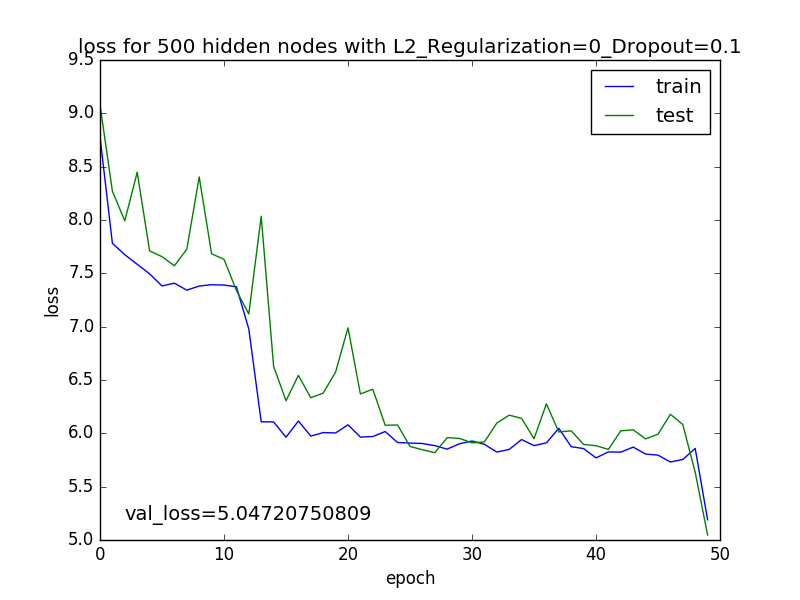 loss for 500 hidden nodes with L2_Regularization=0_Dropout=0.1
9.5
9.0
8.5
8.0
7.5
7.0
6.5
6.0
5.5
5.0
loss
train
test
val_loss=5.04720750809
0 10 20 30 40 50
epoch